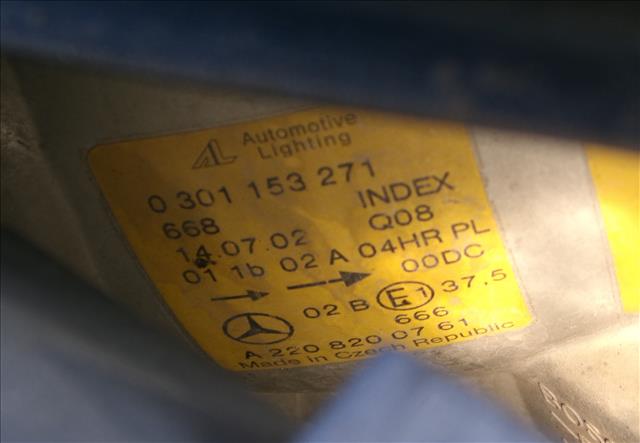 AL Automotive
Lighting
0 301 153 271
668 INDEX
14.07.02 Q08
01 1b 02 A 04HR PL
00DC
02 B E1 37.5
666
A 220 820 07 61
Made in Czech Republic